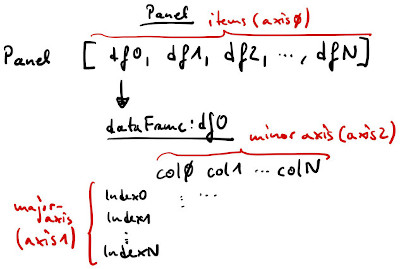 Panel
items (axis0)
Panel [ df0, df1, df2, ..., dfN ]
dataFrame: df0
minor axis (axis2)
col0 col1 ... colN
major-
axis
(axis1)
Index0 : ...
Index1
:
IndexN